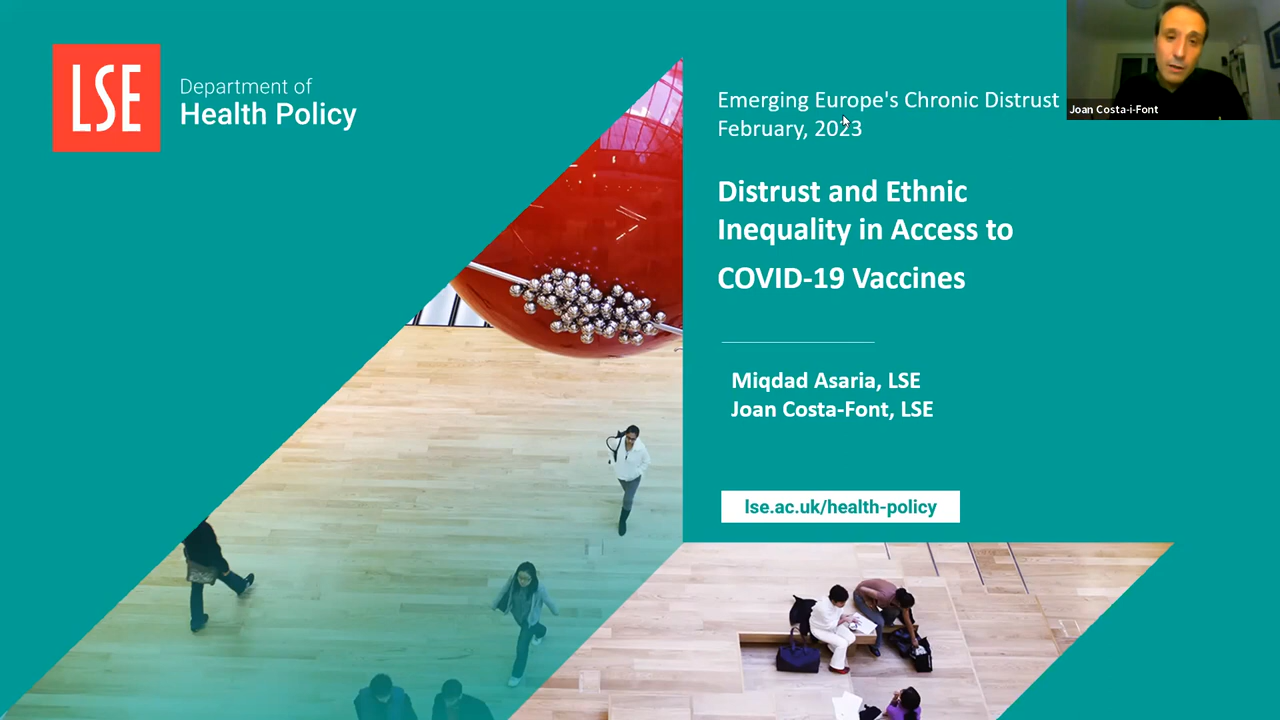 LSE
Department of
Health Policy
Emerging Europe's Chronic Distrust
February, 2023
Joan Costa-i-Font
Distrust and Ethnic
Inequality in Access to
COVID-19 Vaccines
Miqdad Asaria, LSE
Joan Costa-Font, LSE
lse.ac.uk/health-policy